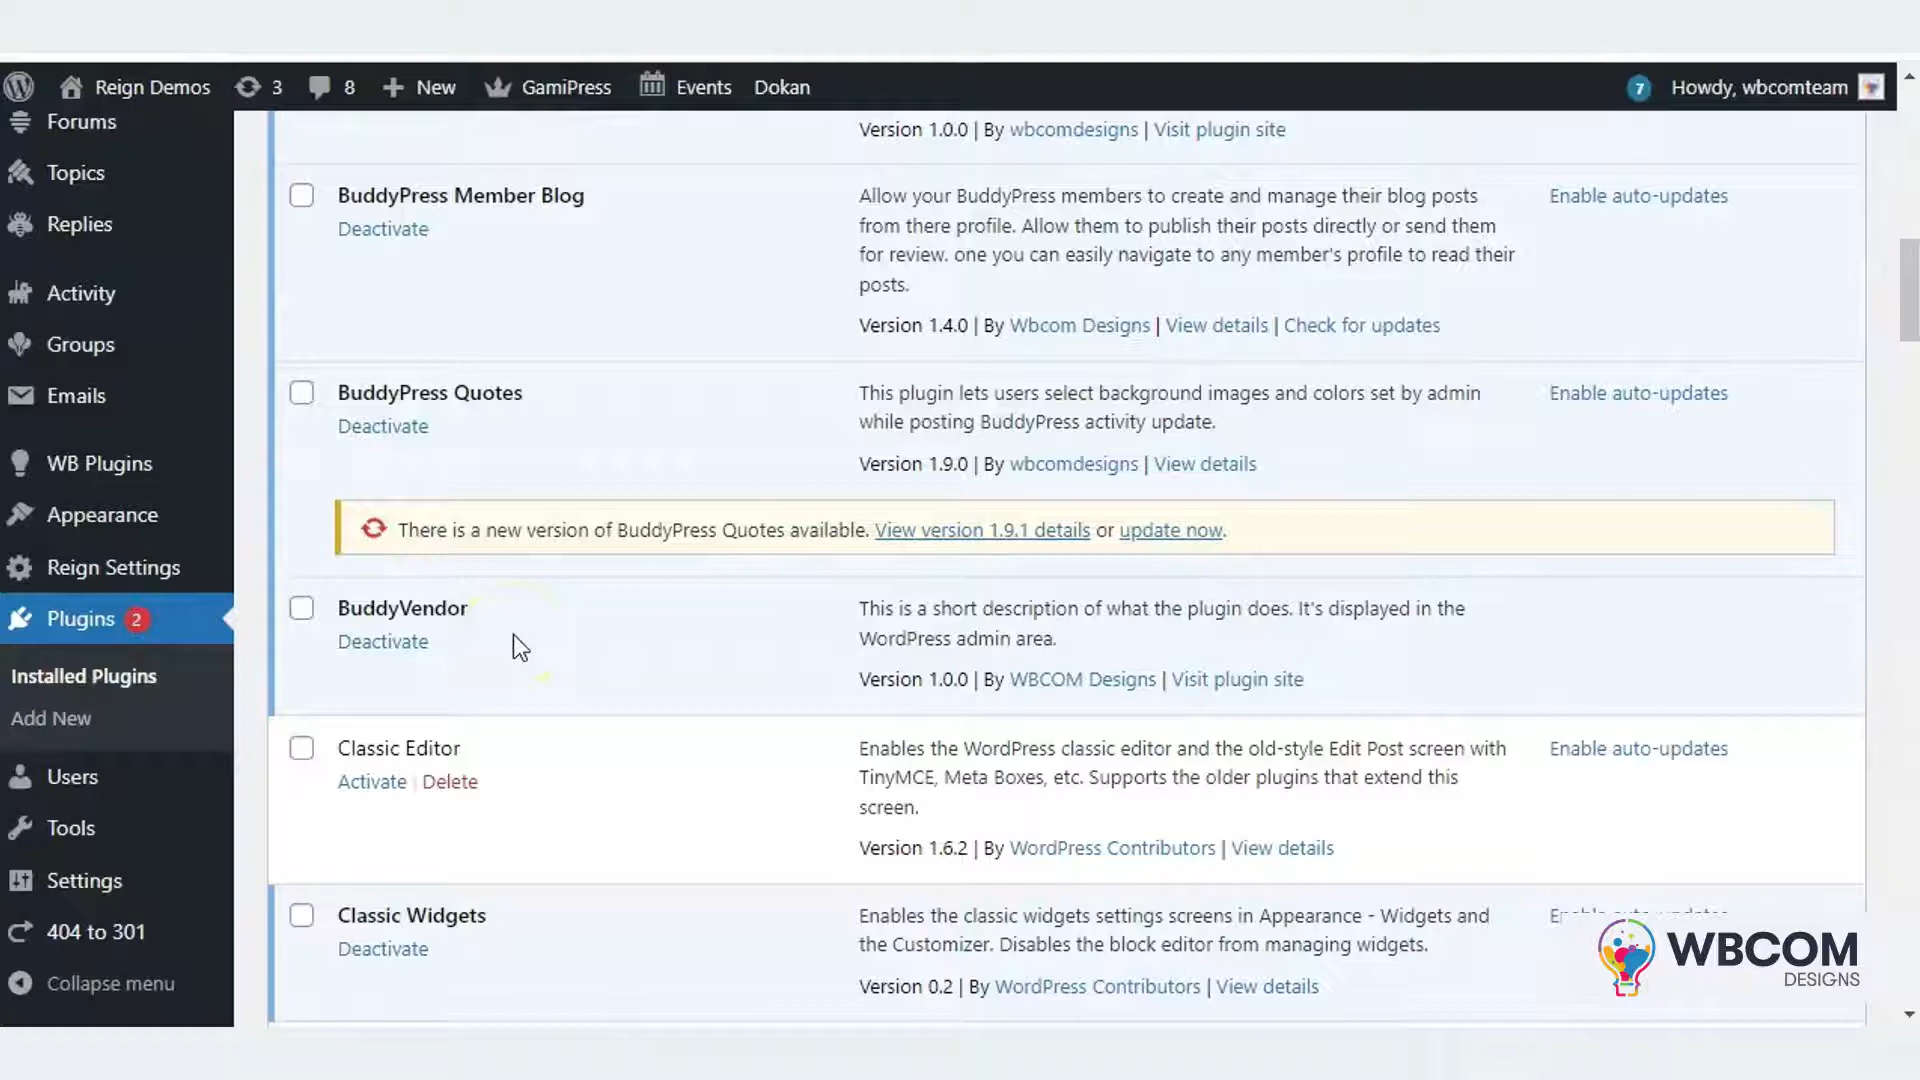 Reign Demos 3 8 New GamiPress Events Dokan 7 Howdy, wbcomteam
Forums
Topics
Replies
Activity
Groups
Emails
WB Plugins
Appearance
Reign Settings
Plugins 2
Installed Plugins
Add New
Users
Tools
Settings
404 to 301
Collapse menu
Version 1.0.0 | By wbcomdesigns | Visit plugin site
BuddyPress Member Blog
Deactivate
Allow your BuddyPress members to create and manage their blog posts
from there profile. Allow them to publish their posts directly or send them
for review. one you can easily navigate to any member's profile to read their
posts.
Version 1.4.0 | By Wbcom Designs | View details | Check for updates
Enable auto-updates
BuddyPress Quotes
Deactivate
This plugin lets users select background images and colors set by admin
while posting BuddyPress activity update.
Version 1.9.0 | By wbcomdesigns | View details
Enable auto-updates
There is a new version of BuddyPress Quotes available. View version 1.9.1 details or update now.
BuddyVendor
Deactivate
This is a short description of what the plugin does. It's displayed in the
WordPress admin area.
Version 1.0.0 | By WBCOM Designs | Visit plugin site
Classic Editor
Activate | Delete
Enables the WordPress classic editor and the old-style Edit Post screen with
TinyMCE, Meta Boxes, etc. Supports the older plugins that extend this
screen.
Version 1.6.2 | By WordPress Contributors | View details
Enable auto-updates
Classic Widgets
Deactivate
Enables the classic widgets settings screens in Appearance - Widgets and
the Customizer. Disables the block editor from managing widgets.
Version 0.2 | By WordPress Contributors | View details
WBCOM
DESIGNS